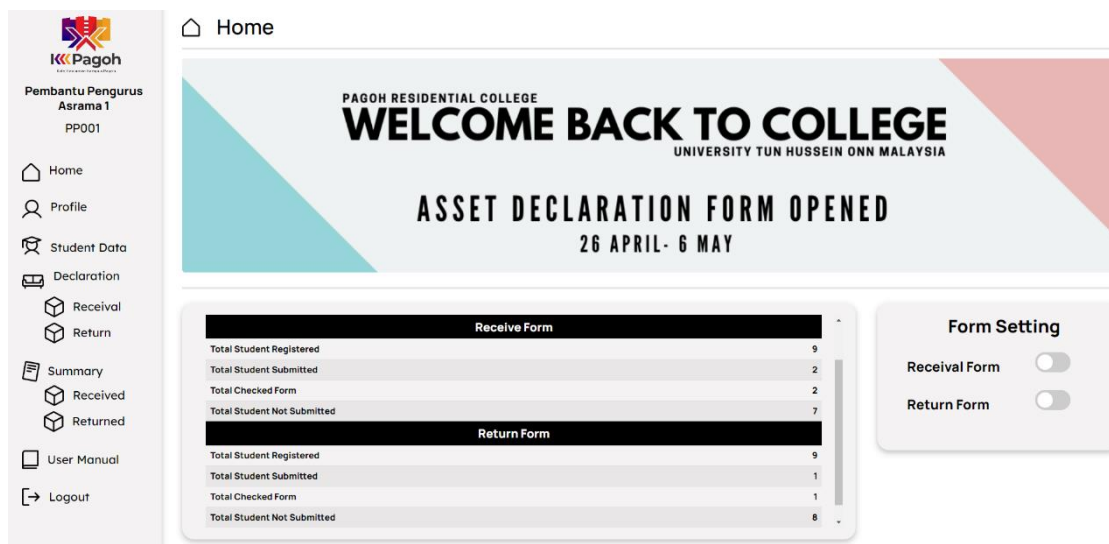 KKPagoh
Pembantu Pengurus
Asrama 1
PP001
Home
Profile
Student Data
Declaration
Receival
Return
Summary
Received
Returned
User Manual
Logout
Home
PAGOH RESIDENTIAL COLLEGE
WELCOME BACK TO COLLEGE
UNIVERSITY TUN HUSSEIN ONN MALAYSIA
ASSET DECLARATION FORM OPENED
26 APRIL- 6 MAY
Receive Form
Total Student Registered 9
Total Student Submitted 2
Total Checked Form 2
Total Student Not Submitted 7
Return Form
Total Student Registered 9
Total Student Submitted 1
Total Checked Form 1
Total Student Not Submitted 8
Form Setting
Receival Form
Return Form